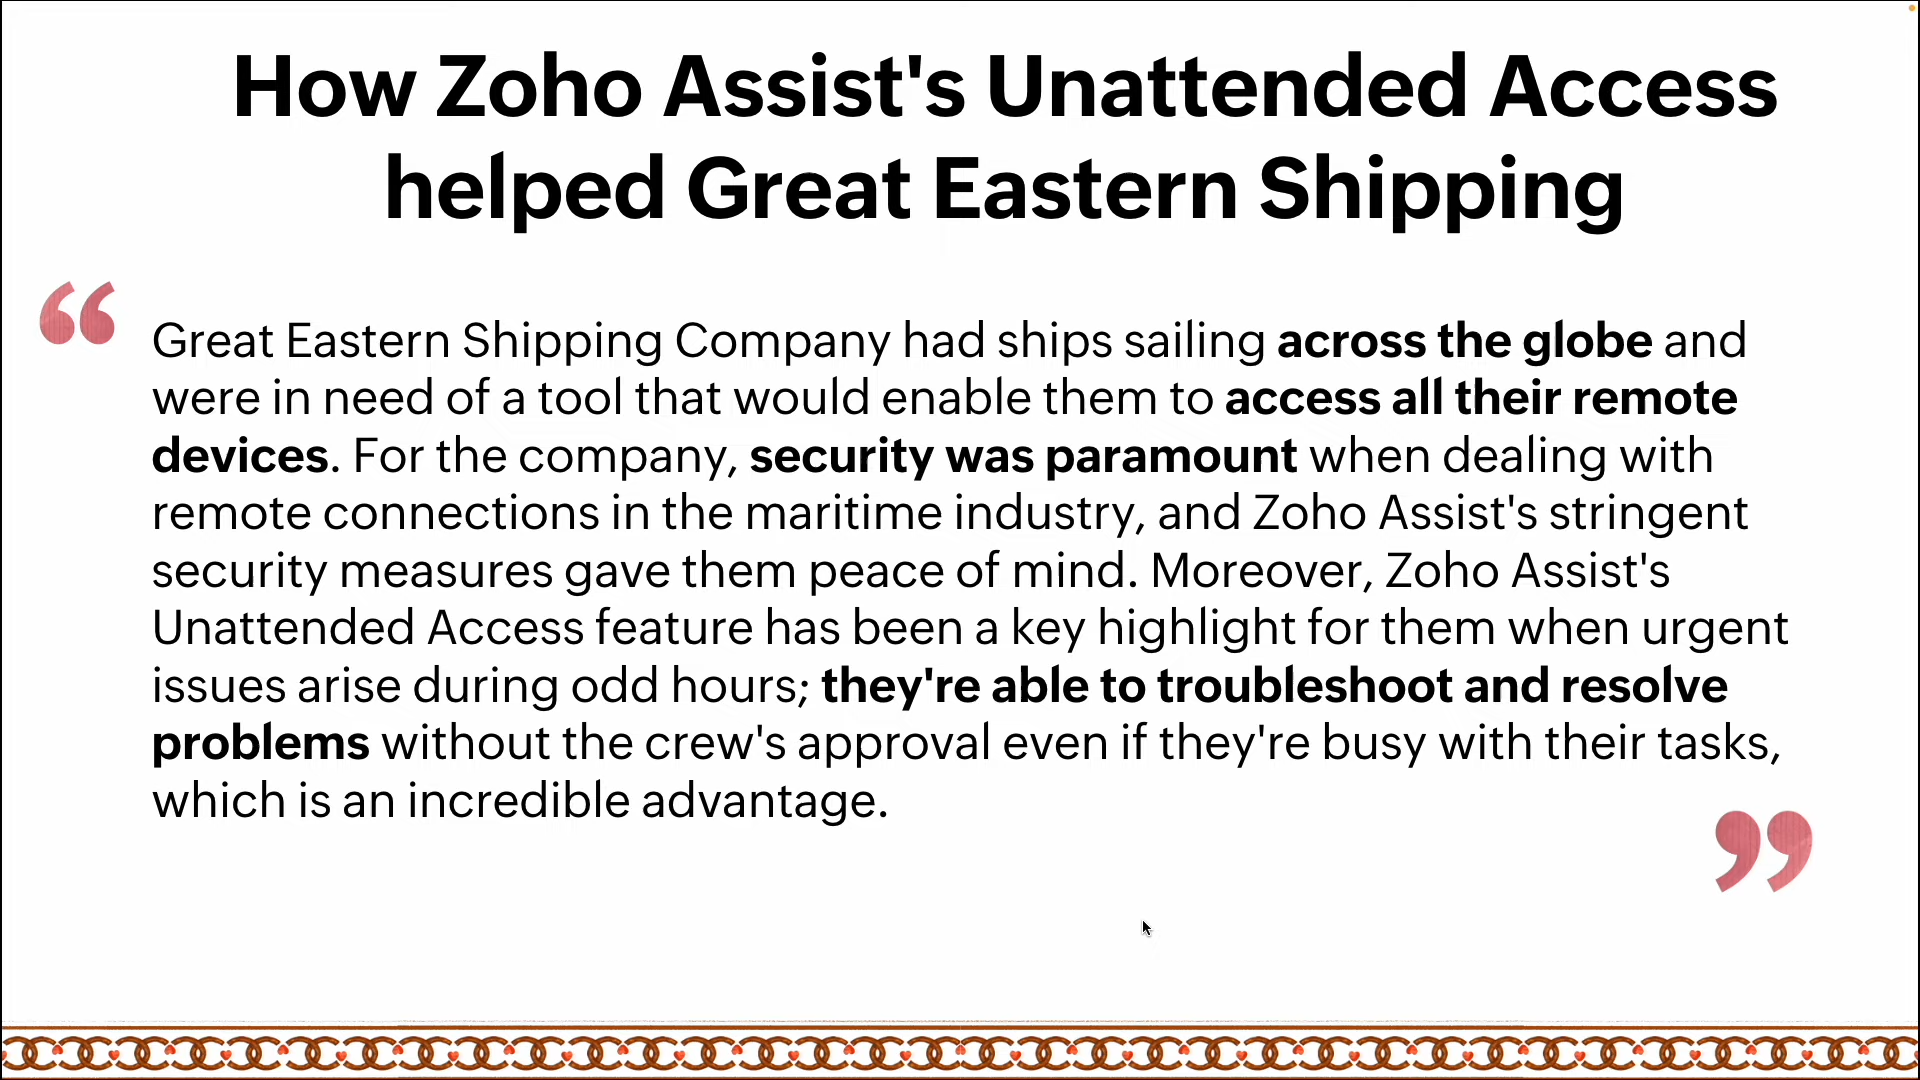 How Zoho Assist's Unattended Access
helped Great Eastern Shipping
“ Great Eastern Shipping Company had ships sailing across the globe and
were in need of a tool that would enable them to access all their remote
devices. For the company, security was paramount when dealing with
remote connections in the maritime industry, and Zoho Assist's stringent
security measures gave them peace of mind. Moreover, Zoho Assist's
Unattended Access feature has been a key highlight for them when urgent
issues arise during odd hours; they're able to troubleshoot and resolve
problems without the crew's approval even if they're busy with their tasks,
which is an incredible advantage. ”